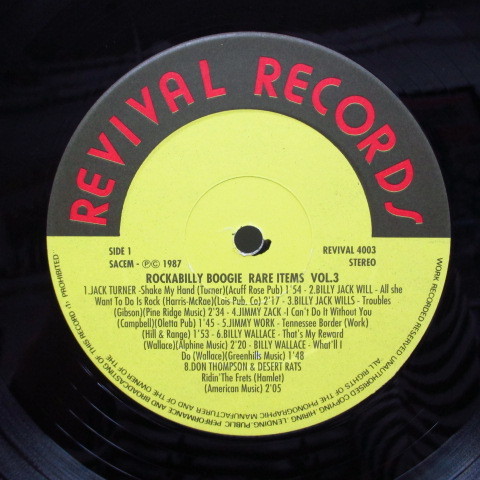 REVIVAL RECORDS
SIDE 1
SACEM - ℗© 1987
REVIVAL 4003
STEREO
ROCKABILLY BOOGIE RARE ITEMS VOL.3
1.JACK TURNER -Shake My Hand (Turner)(Acuff Rose Pub) 1'54 - 2.BILLY JACK WILL - All she
Want To Do Is Rock (Harris-McRae)(Lois Pub. Co) 2'17 - 3.BILLY JACK WILLS - Troubles
(Gibson)(Pine Ridge Music) 2'34 - 4.JIMMY ZACK -I Can't Do It Without You
(Campbell)(Oletta Pub) 1'45 - 5.JIMMY WORK - Tennessee Border (Work)
(Hill & Range) 1'53 - 6.BILLY WALLACE - That's My Reward
(Wallace)(Alphine Music) 2'20 - BILLY WALLACE - What'll I
Do (Wallace)(Greenhills Music) 1'48
8.DON THOMPSON & DESERT RATS
Ridin'The Frets (Hamlet)
(American Music) 2'05
.ALL RIGHTS OF THE PHONOGRAPHIC MANUFACTURER AND OF THE OWNER OF THE
WORK RECORDED RESERVED UNAUTHORISED COPYING .HIRING .LENDING .PUBLIC PERFORMANCE AND BROADCASTING OF THIS RECORD PROHIBITED